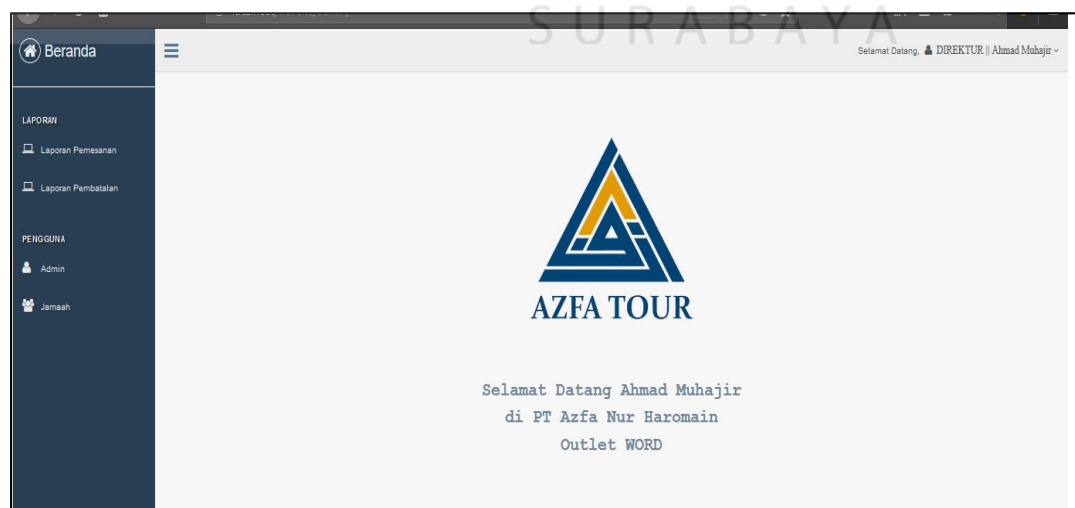 SURABAYA
Beranda
Selamat Datang, DIREKTUR || Ahmad Muhajir
LAPORAN
Laporan Pemesanan
Laporan Pembatalan
PENGGUNA
Admin
Jamaah
AZFA TOUR
Selamat Datang Ahmad Muhajir
di PT Azfa Nur Haromain
Outlet WORD